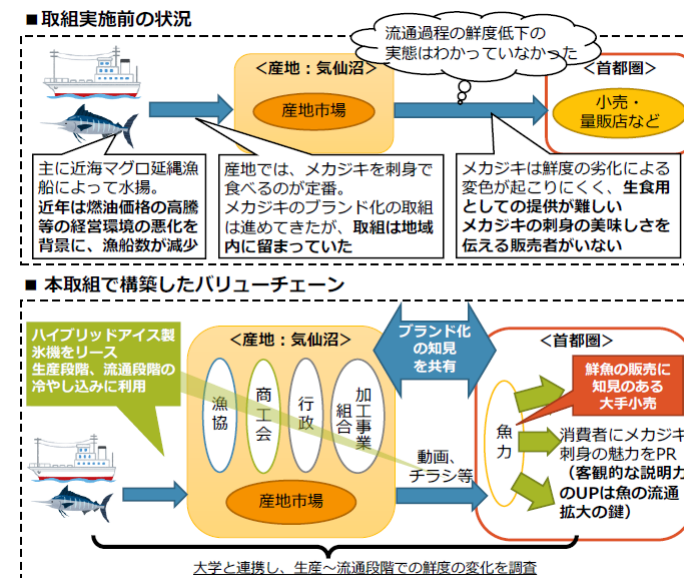 ■取組実施前の状況
流通過程の鮮度低下の
実態はわかっていなかった
<産地：気仙沼>
産地市場
<首都圏>
小売・
量販店など
主に近海マグロ延縄漁
船によって水揚。
近年は燃油価格の高騰
等の経営環境の悪化を
背景に、漁船数が減少
産地では、メカジキを刺身で
食べるのが定番。
メカジキのブランド化の取組
は進めてきたが、取組は地域
内に留まっていた
メカジキは鮮度の劣化による
変色が起こりにくく、生食用
としての提供が難しい
メカジキの刺身の美味しさを
伝える販売者がいない
■ 本取組で構築したバリューチェーン
ハイブリッドアイス製
氷機をリース
生産段階、流通段階の
冷やし込みに利用
<産地：気仙沼>
漁協
商工会
行政
加工事業
組合
産地市場
ブランド化
の知見
を共有
動画、
チラシ等
<首都圏>
魚力
鮮魚の販売に
知見のある
大手小売
消費者にメカジキ
刺身の魅力をPR
（客観的な説明力
のUPは魚の流通
拡大の鍵）
大学と連携し、生産～流通段階での鮮度の変化を調査